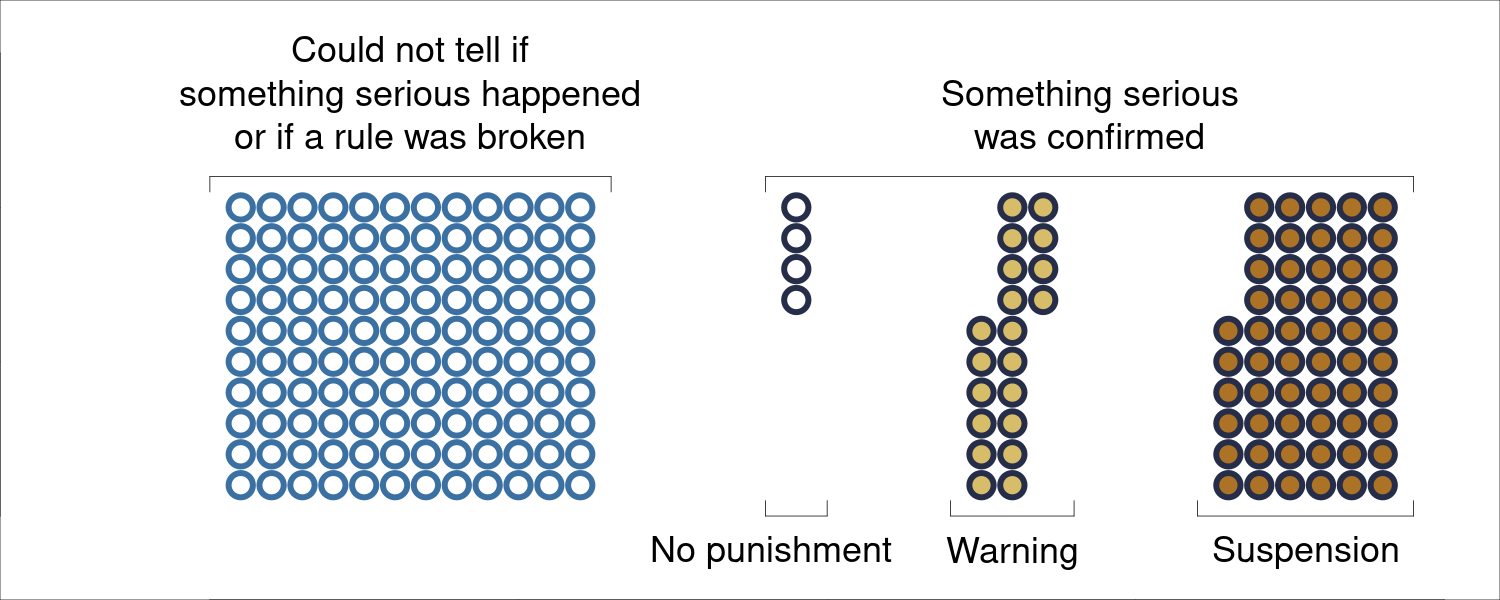 Could not tell if
something serious happened
or if a rule was broken
Something serious
was confirmed
No punishment
Warning
Suspension